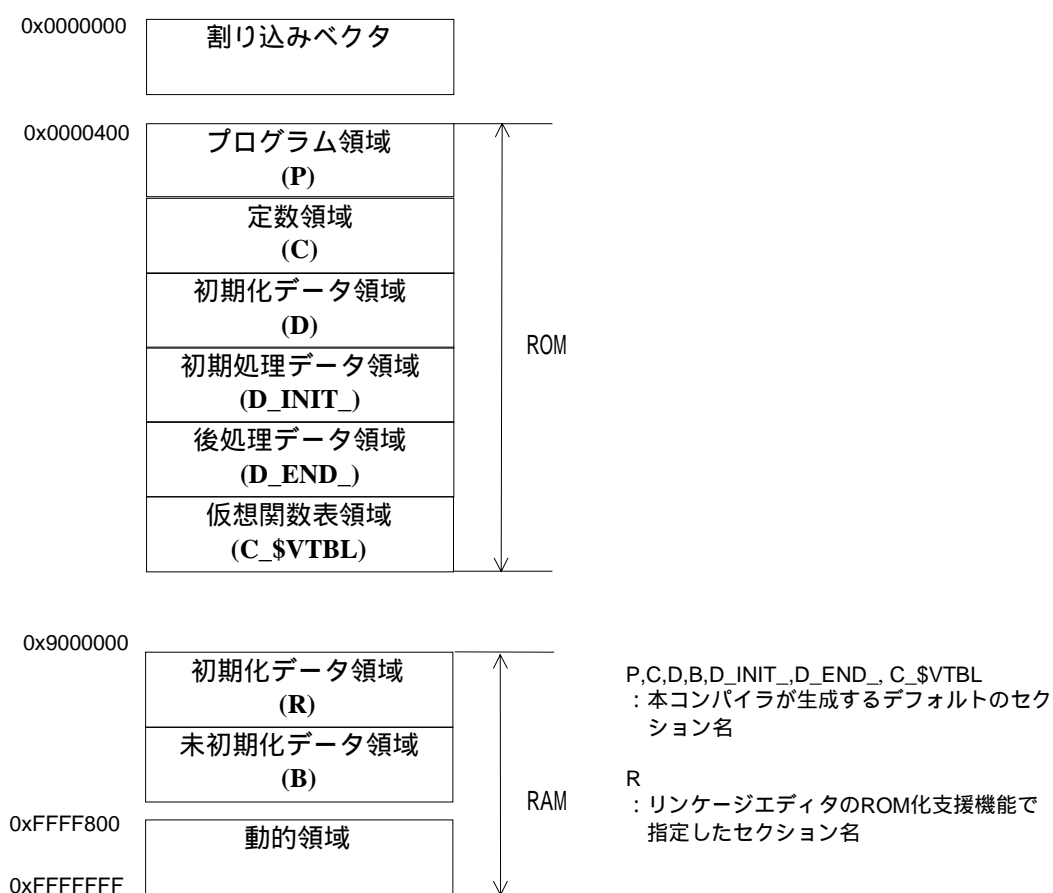 0x0000000
割り込みベクタ
0x0000400
プログラム領域
(P)
定数領域
(C)
初期化データ領域
(D)
初期処理データ領域
(D_INIT_)
後処理データ領域
(D_END_)
仮想関数表領域
(C_$VTBL)
ROM
0x9000000
初期化データ領域
(R)
未初期化データ領域
(B)
0xFFFF800
動的領域
0xFFFFFFF
RAM
P,C,D,B,D_INIT_,D_END_, C_$VTBL
：本コンパイラが生成するデフォルトのセク
ション名
R
：リンケージエディタのROM化支援機能で
指定したセクション名